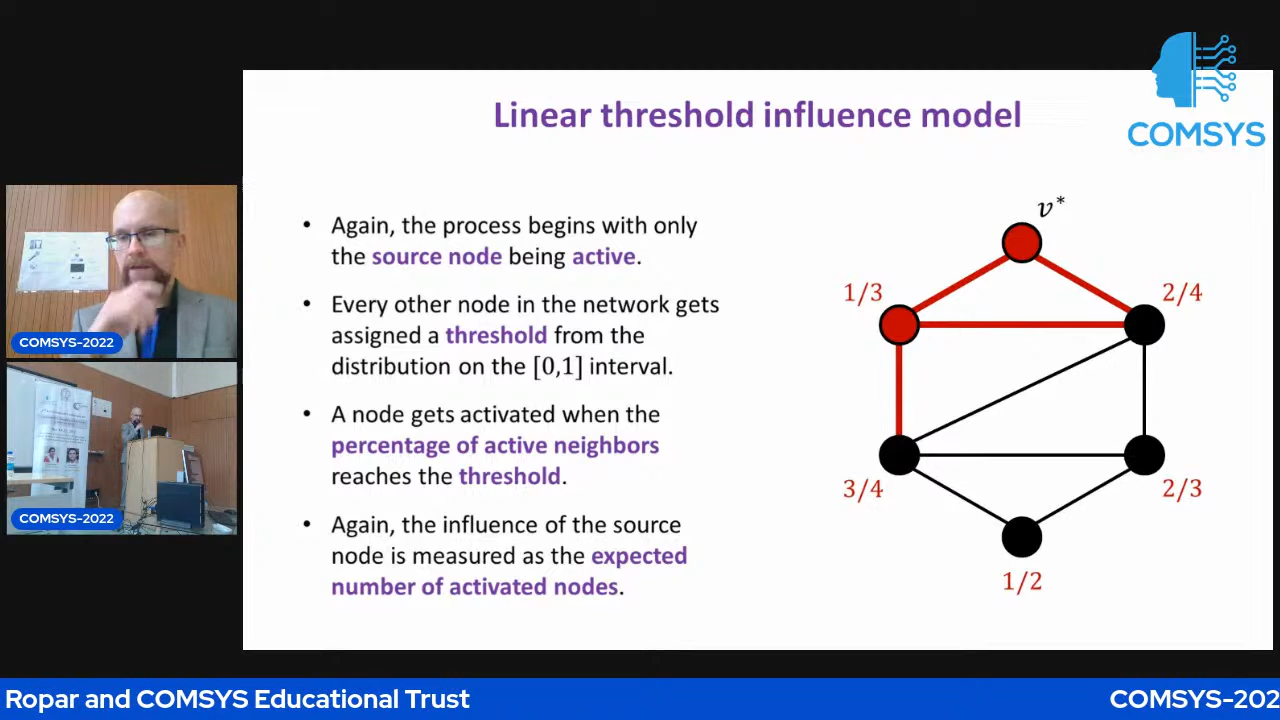 COMSYS
Linear threshold influence model
• Again, the process begins with only
the source node being active.
• Every other node in the network gets
assigned a threshold from the
distribution on the [0,1] interval.
• A node gets activated when the
percentage of active neighbors
reaches the threshold.
• Again, the influence of the source
node is measured as the expected
number of activated nodes.
v*
1/3
2/4
3/4
2/3
1/2
COMSYS-2022
COMSYS-2022
Ropar and COMSYS Educational Trust
COMSYS-202